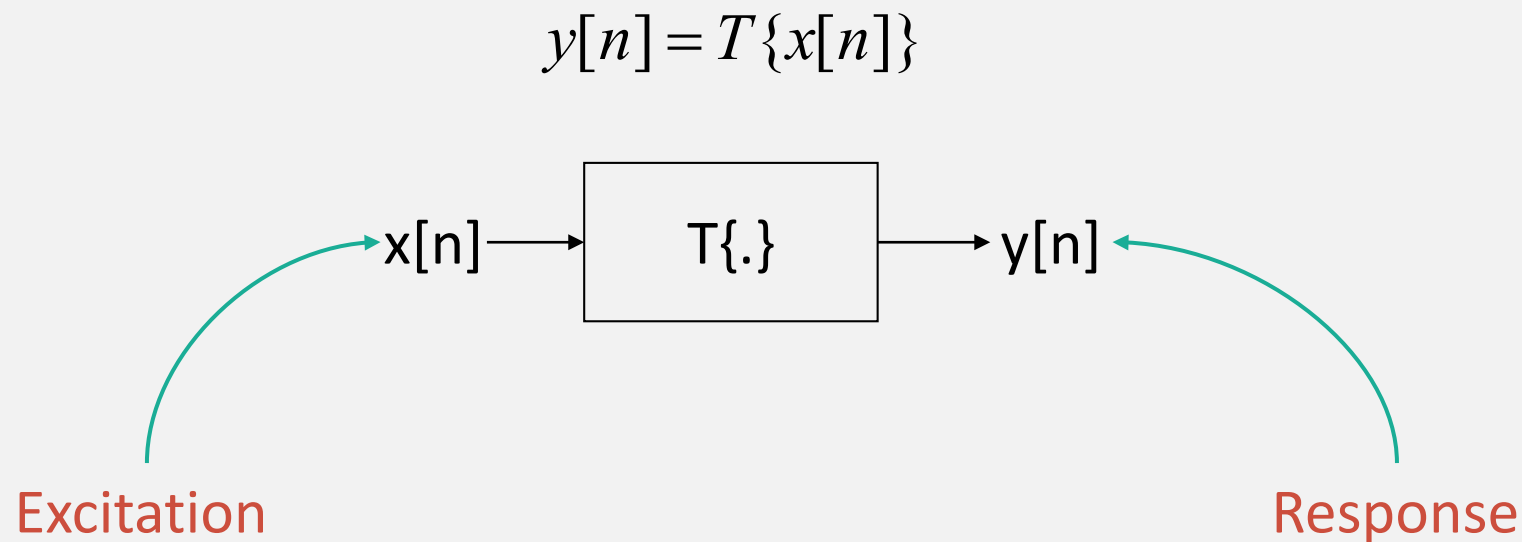 y[n] = T{x[n]}
x[n] T{.} y[n]
Excitation Response